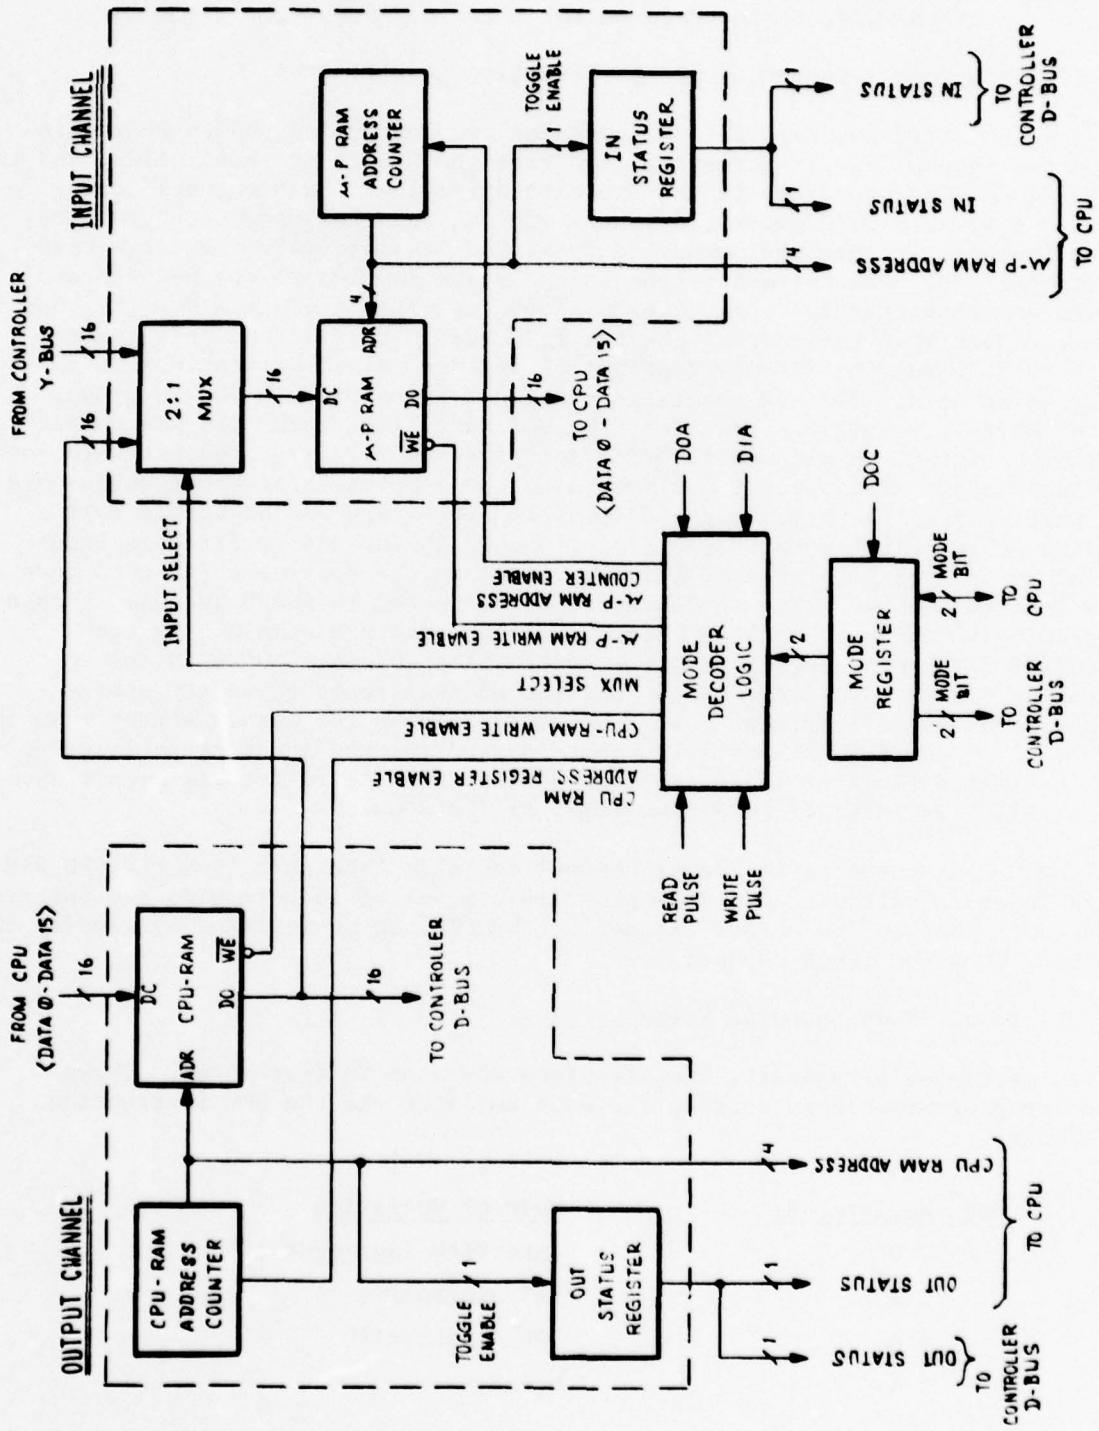 INPUT CHANNEL
FROM CONTROLLER
Y-BUS
16
16
2:1
MUX
16
INPUT SELECT
μ-P RAM
ADDRESS
COUNTER
4
DC
ADR
μ-P RAM
WE
DO
16
TO CPU
<DATA 0 - DATA 15>
TOGGLE
ENABLE
1
IN
STATUS
REGISTER
1
IN STATUS
TO
CONTROLLER
D-BUS
1
IN STATUS
4
μ-P RAM ADDRESS
TO CPU
μ-P RAM ADDRESS
COUNTER ENABLE
μ-P RAM WRITE ENABLE
MUX SELECT
CPU-RAM WRITE ENABLE
CPU RAM
ADDRESS REGISTER ENABLE
DOA
DIA
MODE
DECODER
LOGIC
READ
PULSE
WRITE
PULSE
2
DOC
MODE
REGISTER
2 MODE
BIT
TO
CPU
2 MODE
BIT
TO
CONTROLLER
D-BUS
OUTPUT CHANNEL
FROM CPU
<DATA 0-DATA 15>
16
DC
ADR
CPU-RAM
WE
DO
16
TO CONTROLLER
D-BUS
CPU-RAM
ADDRESS
COUNTER
TOGGLE
ENABLE
1
OUT
STATUS
REGISTER
4
CPU RAM ADDRESS
1
OUT STATUS
TO CPU
1
OUT STATUS
TO
CONTROLLER
D-BUS